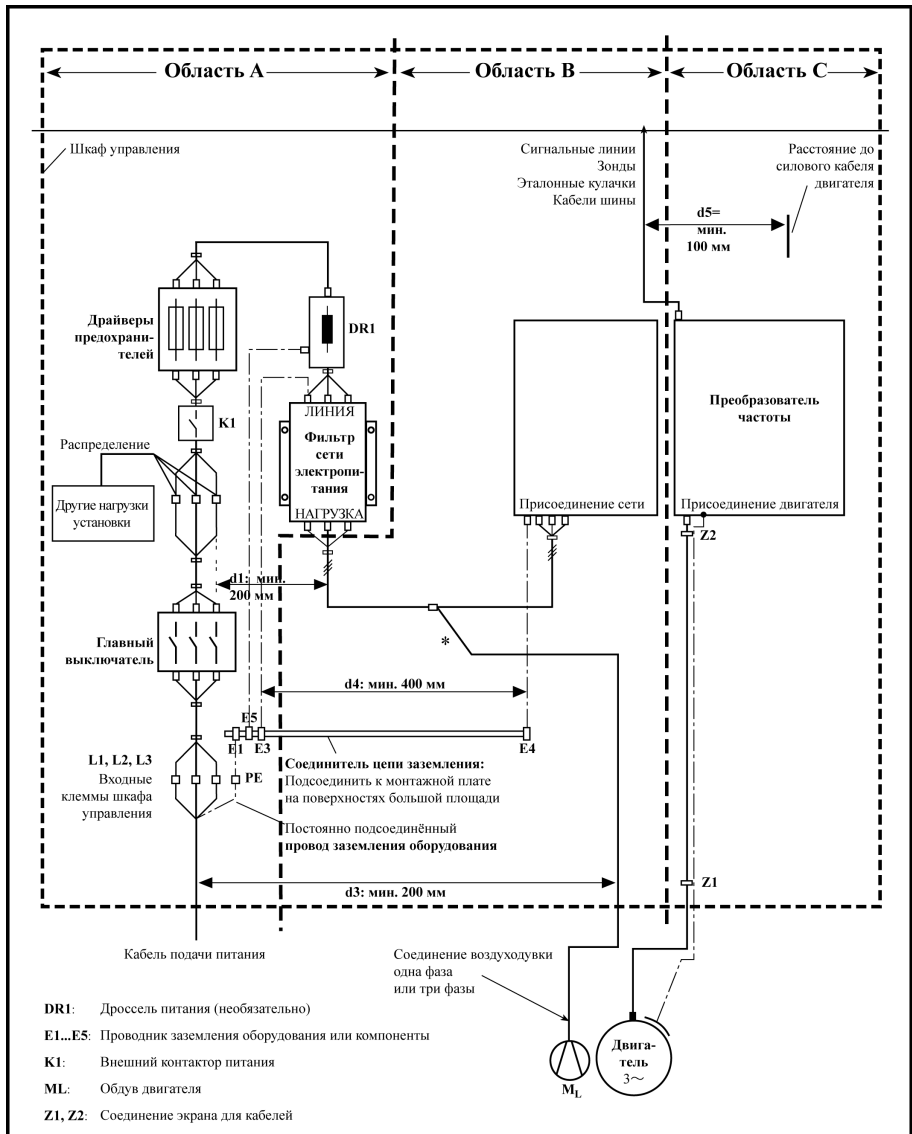 Область A
Область B
Область C
Шкаф управления
Сигнальные линии
Зонды
Эталонные кулачки
Кабели шины
Расстояние до
силового кабеля
двигателя
d5=
мин.
100 мм
Драйверы
предохрани-
телей
DR1
K1
ЛИНИЯ
Фильтр
сети
электропи-
тания
НАГРУЗКА
Преобразователь
частоты
Присоединение сети
Присоединение двигателя
Z2
Распределение
Другие нагрузки
установки
d1: мин.
200 мм
*
Главный
выключатель
d4: мин. 400 мм
E5
E1
E3
E4
Соединитель цепи заземления:
Подсоединить к монтажной плате
на поверхностях большой площади
L1, L2, L3
Входные
клеммы шкафа
управления
PE
Постоянно подсоединённый
провод заземления оборудования
d3: мин. 200 мм
Z1
Кабель подачи питания
Соединение воздуходувки
одна фаза
или три фазы
Двига-
тель
3~
ML
DR1: Дроссель питания (необязательно)
E1...E5: Проводник заземления оборудования или компоненты
K1: Внешний контактор питания
ML: Обдув двигателя
Z1, Z2: Соединение экрана для кабелей